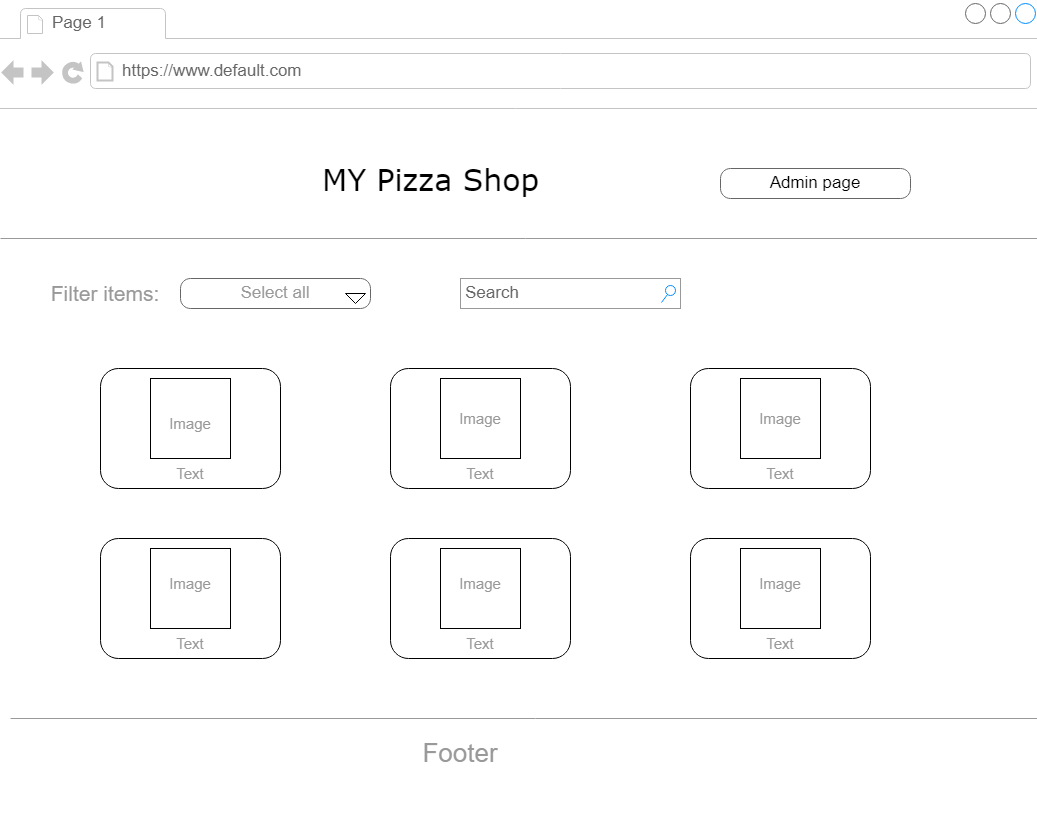 Page 1
https://www.default.com
MY Pizza Shop
Admin page
Filter items:
Select all
Search
Image
Image
Image
Text
Text
Text
Image
Image
Image
Text
Text
Text
Footer